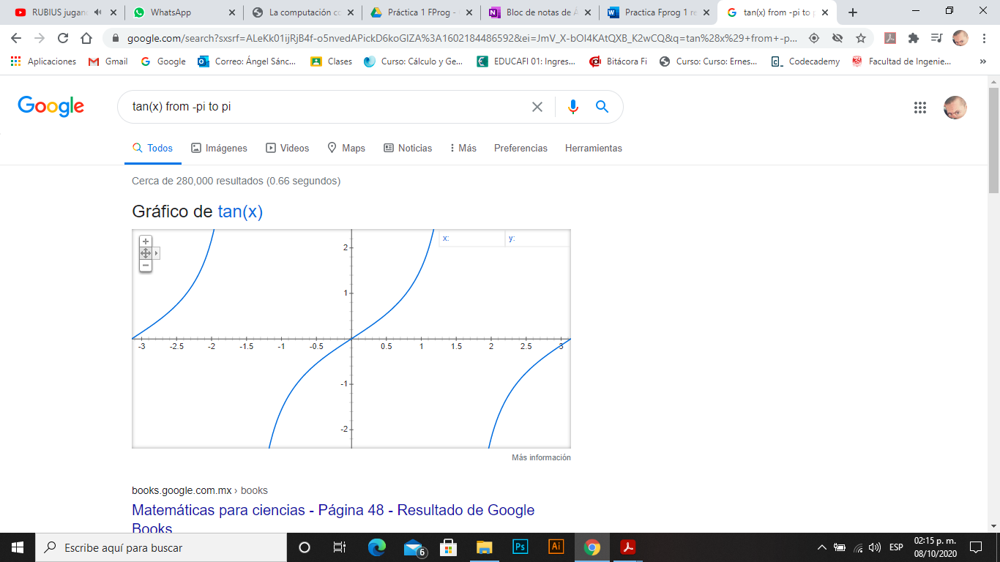 RUBIUS jugand
WhatsApp
La computación co
Práctica 1 FProg -
Bloc de notas de Á
Practica Fprog 1 re
tan(x) from -pi to p
google.com/search?sxsrf=ALeKk01ijRjB4f-o5nvedAPickD6koGlZA%3A1602184486592&ei=JmV_X-bOI4KAtQXB_K2wCQ&q=tan%28x%29+from+-p...
Aplicaciones
Gmail
Google
Correo: Ángel Sánc...
Clases
Curso: Cálculo y Ge...
EDUCAFI 01: Ingres...
Bitácora Fi
Curso: Curso: Ernes...
Codecademy
Facultad de Ingenie...
»
Google
tan(x) from -pi to pi
Todos
Imágenes
Videos
Maps
Noticias
Más
Preferencias
Herramientas
Cerca de 280,000 resultados (0.66 segundos)
Gráfico de tan(x)
x:
y:
2
1
-3 -2.5 -2 -1.5 -1 -0.5 0.5 1 1.5 2 2.5 3
-1
-2
Más información
books.google.com.mx › books
Matemáticas para ciencias - Página 48 - Resultado de Google
Books
Escribe aquí para buscar
6
Ps
Ai
ESP
02:15 p. m.
08/10/2020